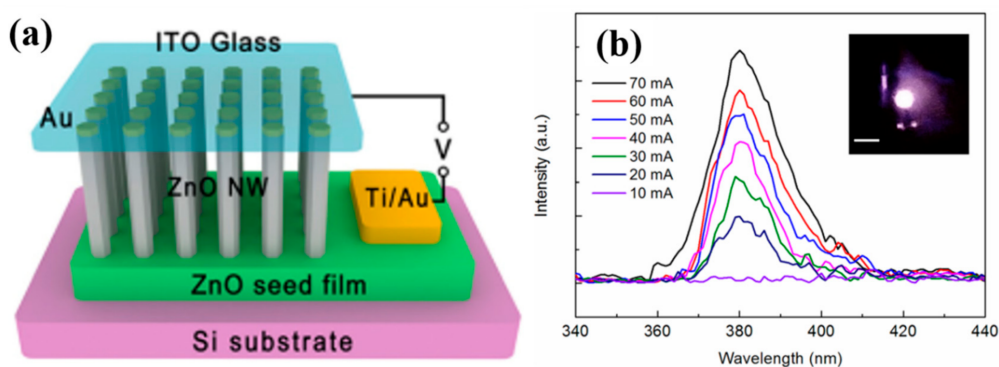 (a)
ITO Glass
Au
ZnO NW
V
Ti/Au
ZnO seed film
Si substrate
(b)
70 mA
60 mA
50 mA
40 mA
30 mA
20 mA
10 mA
Intensity (a.u.)
340 360 380 400 420 440
Wavelength (nm)